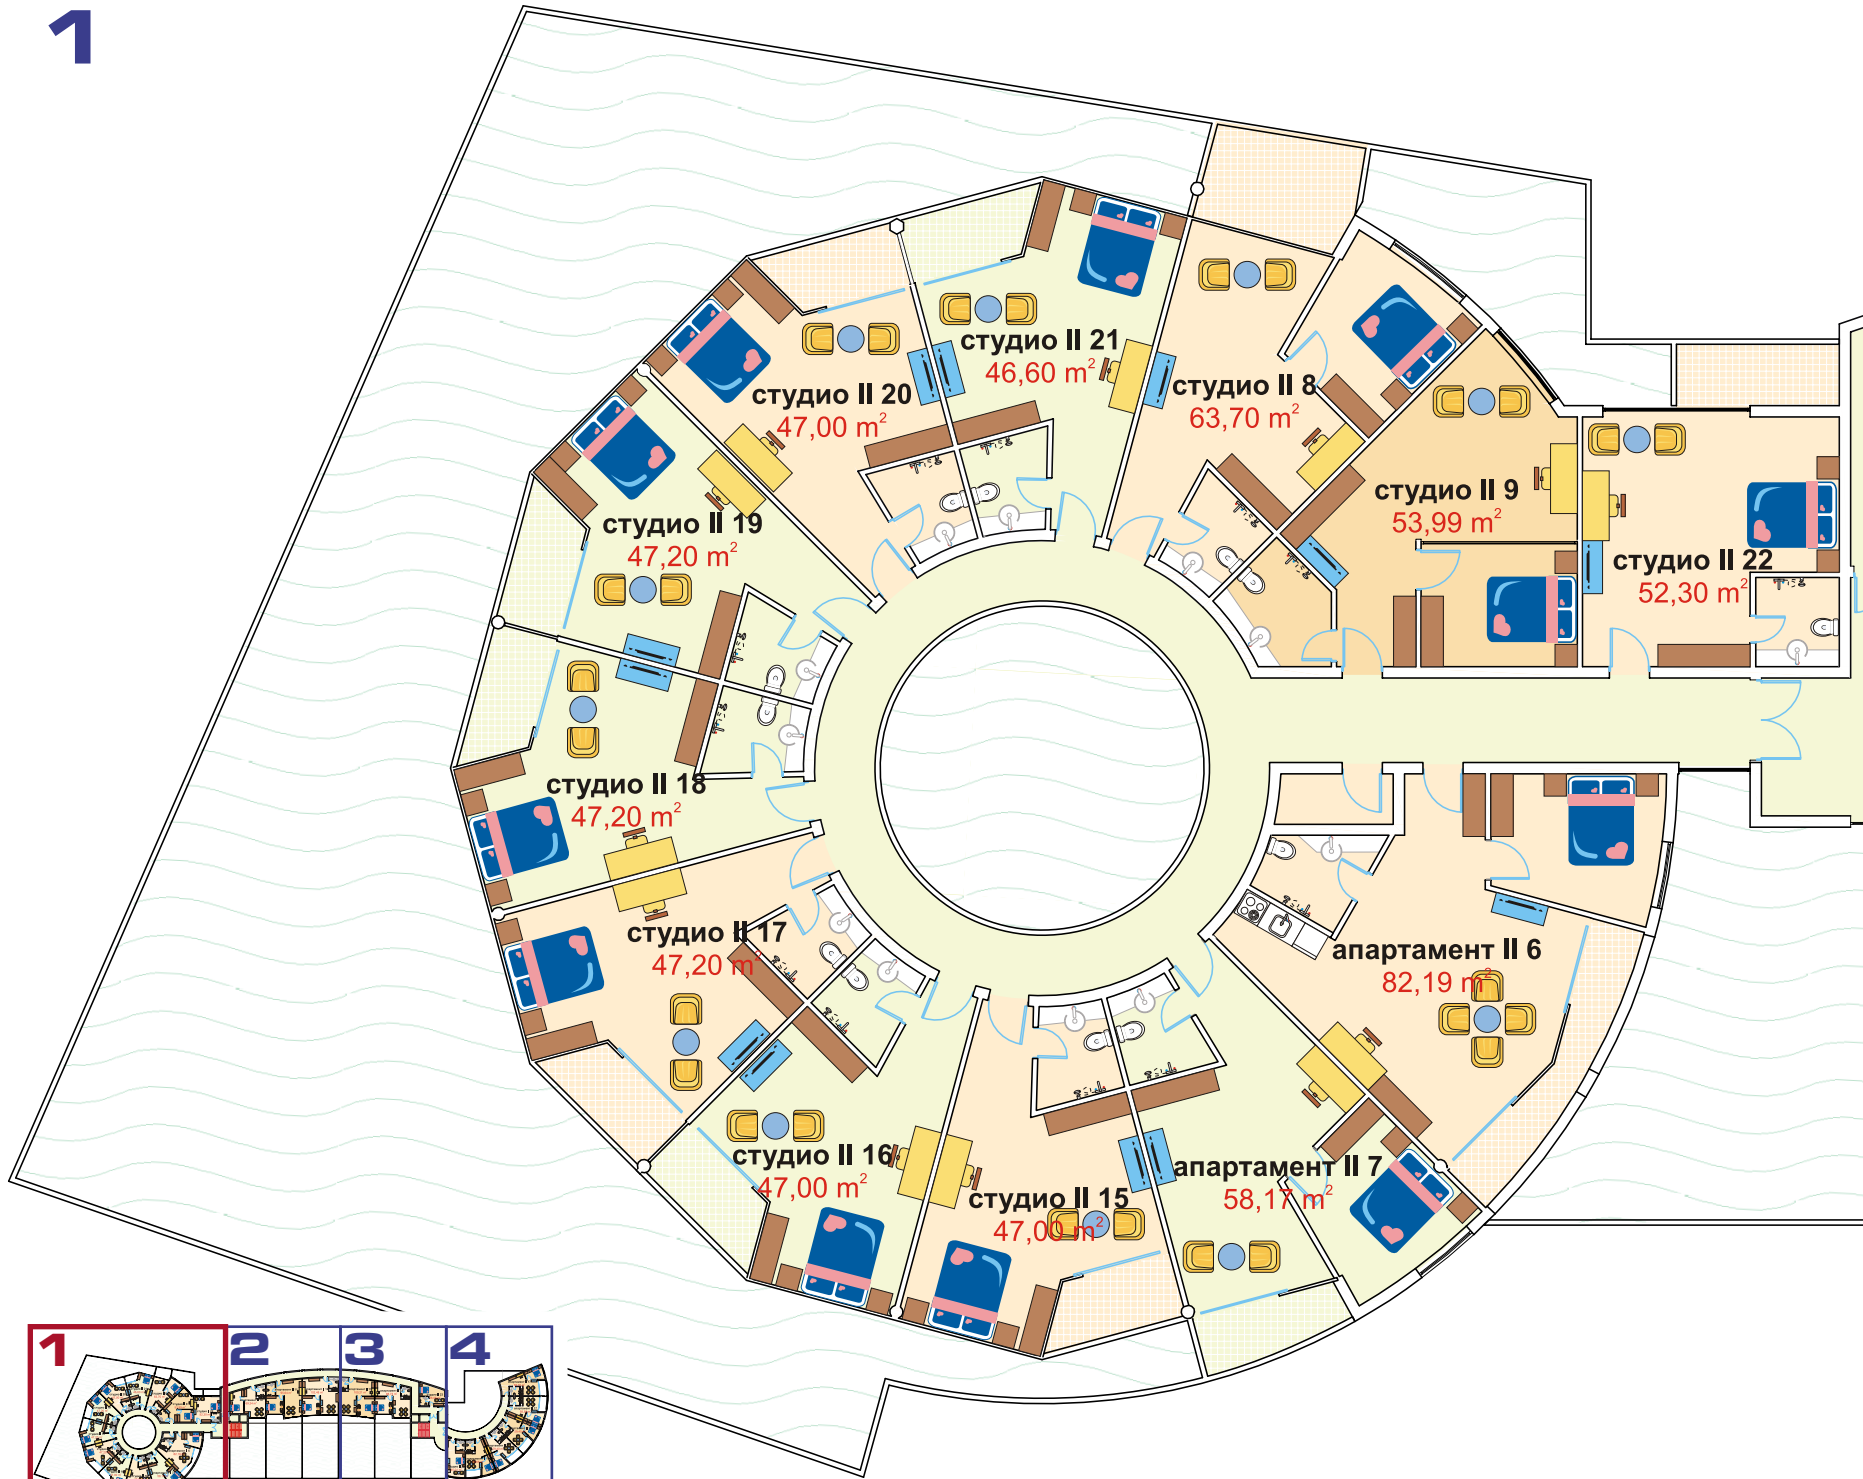 1
студио II 21
46,60 m²
студио II 20
47,00 m²
студио II 8
63,70 m²
студио II 19
47,20 m²
студио II 9
53,99 m²
студио II 22
52,30 m²
студио II 18
47,20 m²
студио II 17
47,20 m²
апартамент II 6
82,19 m²
студио II 16
47,00 m²
студио II 15
47,00 m²
апартамент II 7
58,17 m²
1 2 3 4